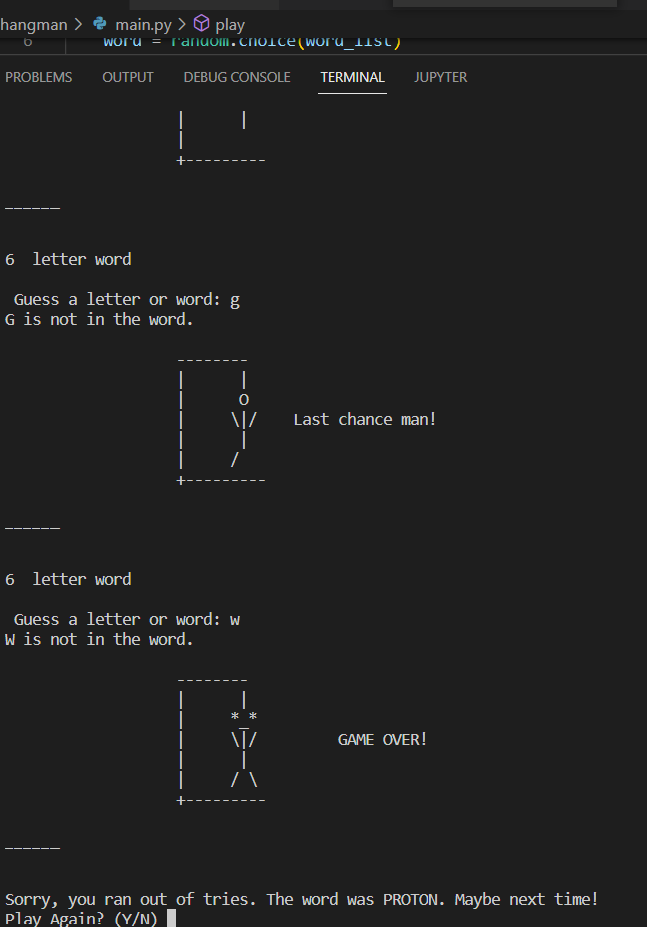 hangman > main.py > play
6 word = random.choice(word_list)
PROBLEMS OUTPUT DEBUG CONSOLE TERMINAL JUPYTER
|      |
|
+---------
______
6  letter word
Guess a letter or word: g
G is not in the word.
--------
|      |
|      O
|     \|/    Last chance man!
|      |
|     /
+---------
______
6  letter word
Guess a letter or word: w
W is not in the word.
--------
|      |
|     *_*
|     \|/         GAME OVER!
|      |
|     / \
+---------
______
Sorry, you ran out of tries. The word was PROTON. Maybe next time!
Play Again? (Y/N)